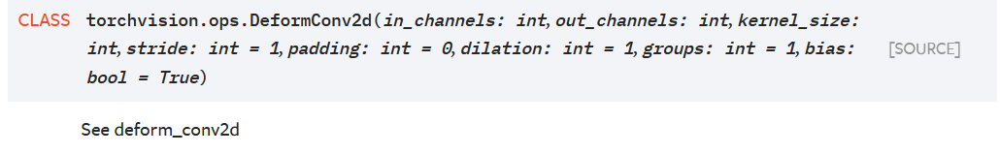 CLASS torchvision.ops.DeformConv2d(in_channels: int, out_channels: int, kernel_size:
int, stride: int = 1, padding: int = 0, dilation: int = 1, groups: int = 1, bias: [SOURCE]
bool = True)
See deform_conv2d